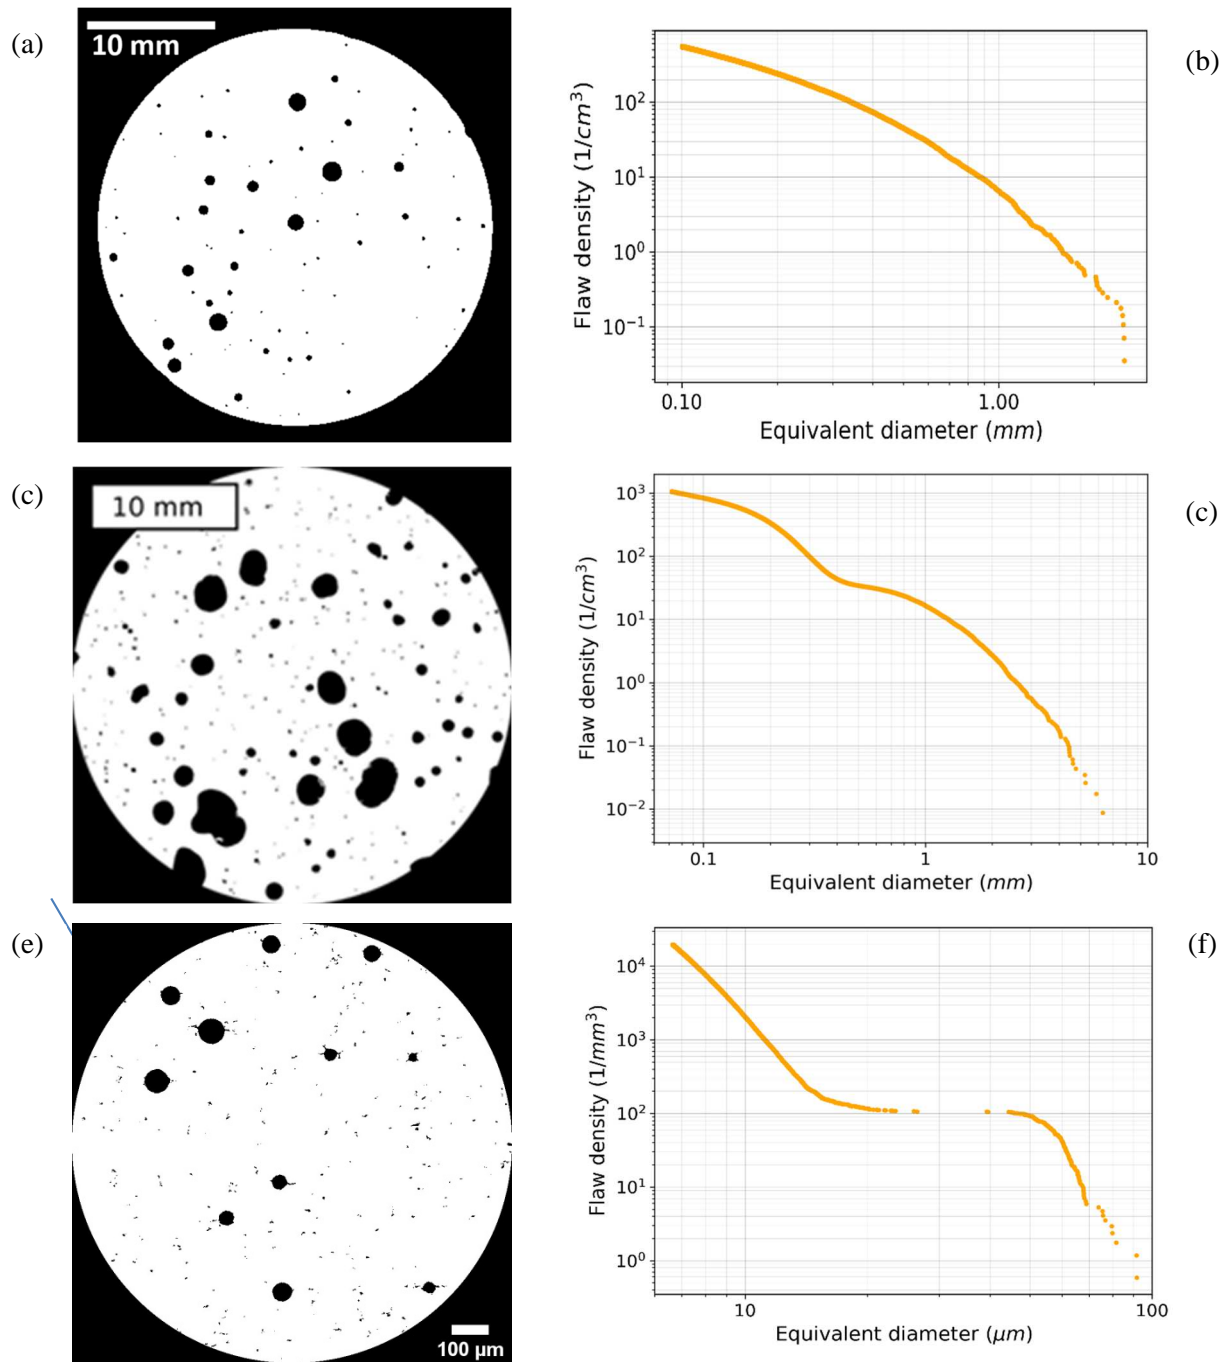 (a)
10 mm
Flaw density (1/cm³)
10²
10¹
10⁰
10⁻¹
0.10
1.00
Equivalent diameter (mm)
(b)
(c)
10 mm
Flaw density (1/cm³)
10³
10²
10¹
10⁰
10⁻¹
10⁻²
0.1
1
10
Equivalent diameter (mm)
(c)
(e)
100 µm
Flaw density (1/mm³)
10⁴
10³
10²
10¹
10⁰
10
100
Equivalent diameter (µm)
(f)